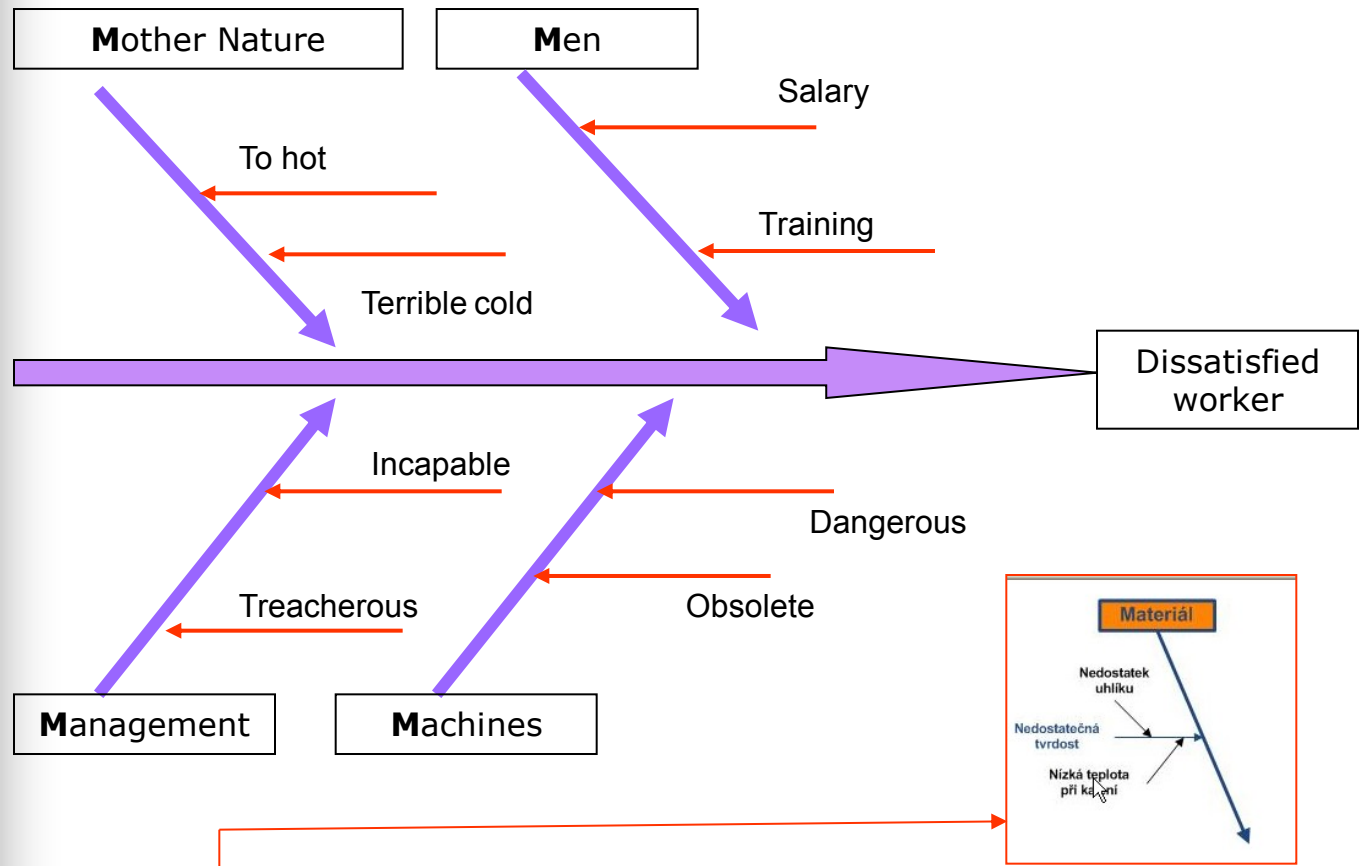 Mother Nature
Men
Salary
To hot
Training
Terrible cold
Dissatisfied
worker
Incapable
Dangerous
Treacherous
Obsolete
Management
Machines
Materiál
Nedostatek
uhlíku
Nedostatečná
tvrdost
Nízká teplota
při kalení